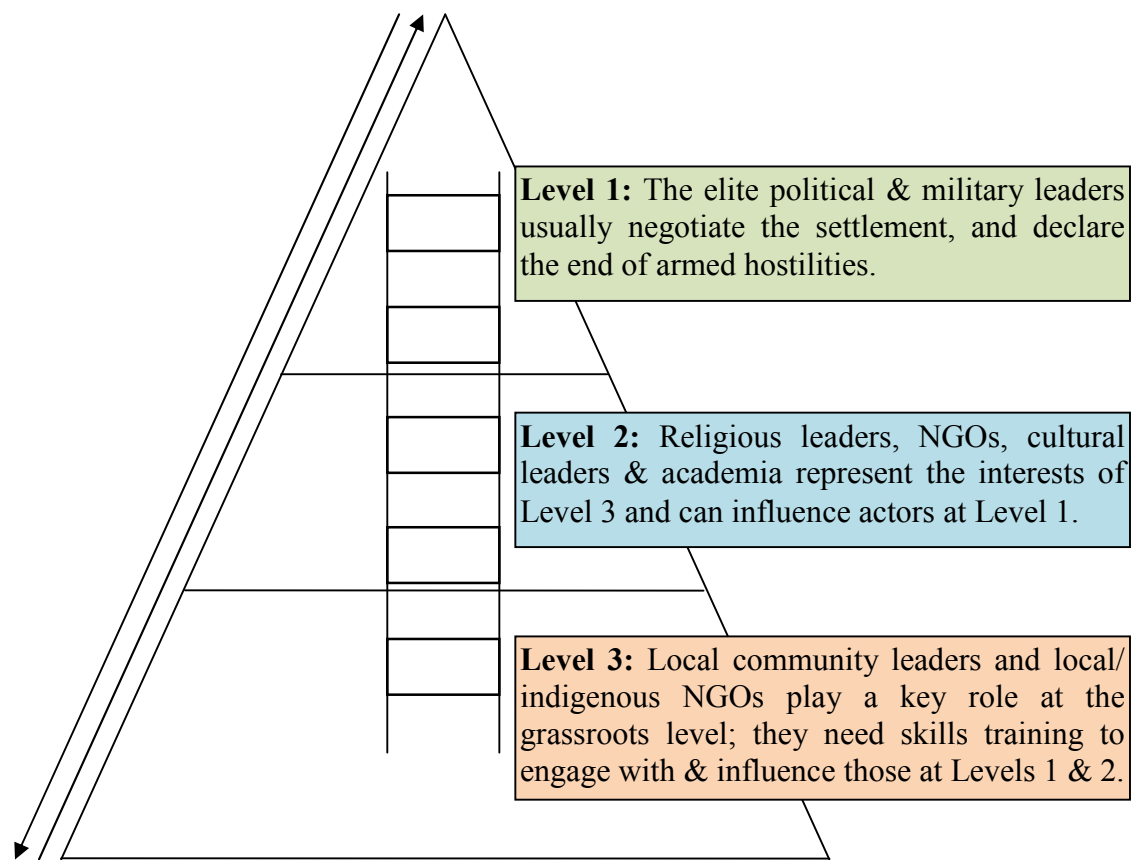 Level 1: The elite political & military leaders
usually negotiate the settlement, and declare
the end of armed hostilities.
Level 2: Religious leaders, NGOs, cultural
leaders & academia represent the interests of
Level 3 and can influence actors at Level 1.
Level 3: Local community leaders and local/
indigenous NGOs play a key role at the
grassroots level; they need skills training to
engage with & influence those at Levels 1 & 2.